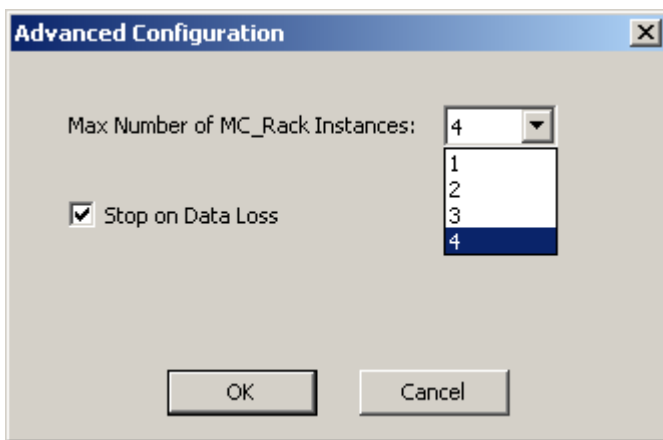 Advanced Configuration
Max Number of MC_Rack Instances: 4
1
2
3
4
Stop on Data Loss
OK Cancel